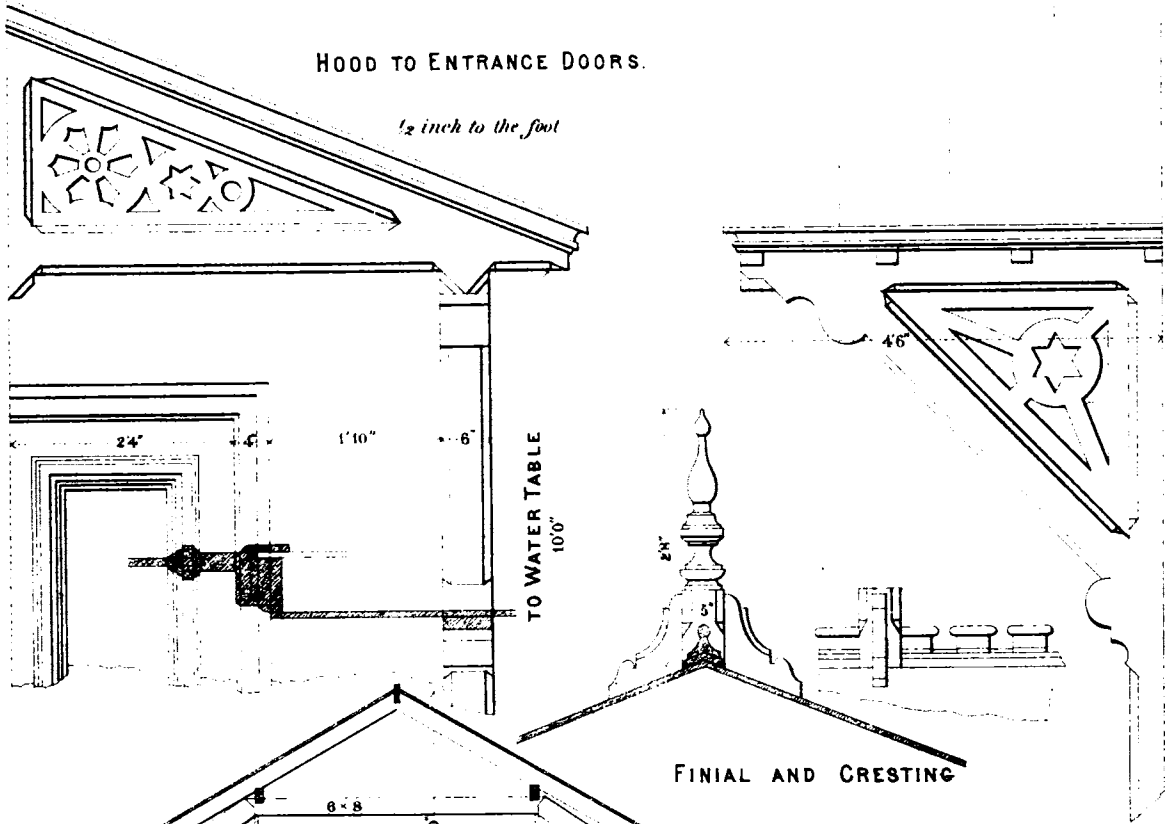 HOOD TO ENTRANCE DOORS.
1/2 inch to the foot
4'6"
2'4"
4"
1'10"
6"
TO WATER TABLE
10'0"
2'8"
5"
FINIAL AND CRESTING
6 × 8